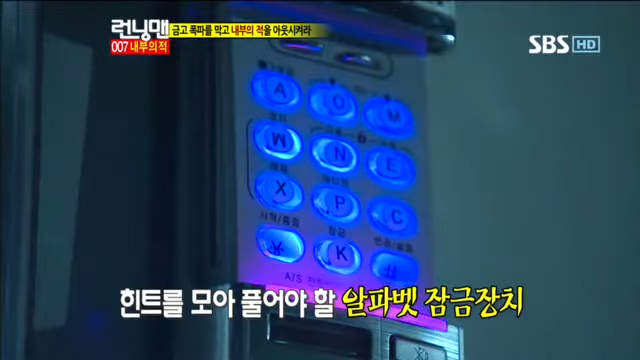 런닝맨 금고 폭파를 막고 내부의 적을 아웃시켜라
007 내부의적
SBS HD
A O M
W N E
X P C
시작/종료 잠금
* K #
A/S
힌트를 모아 풀어야 할 알파벳 잠금장치